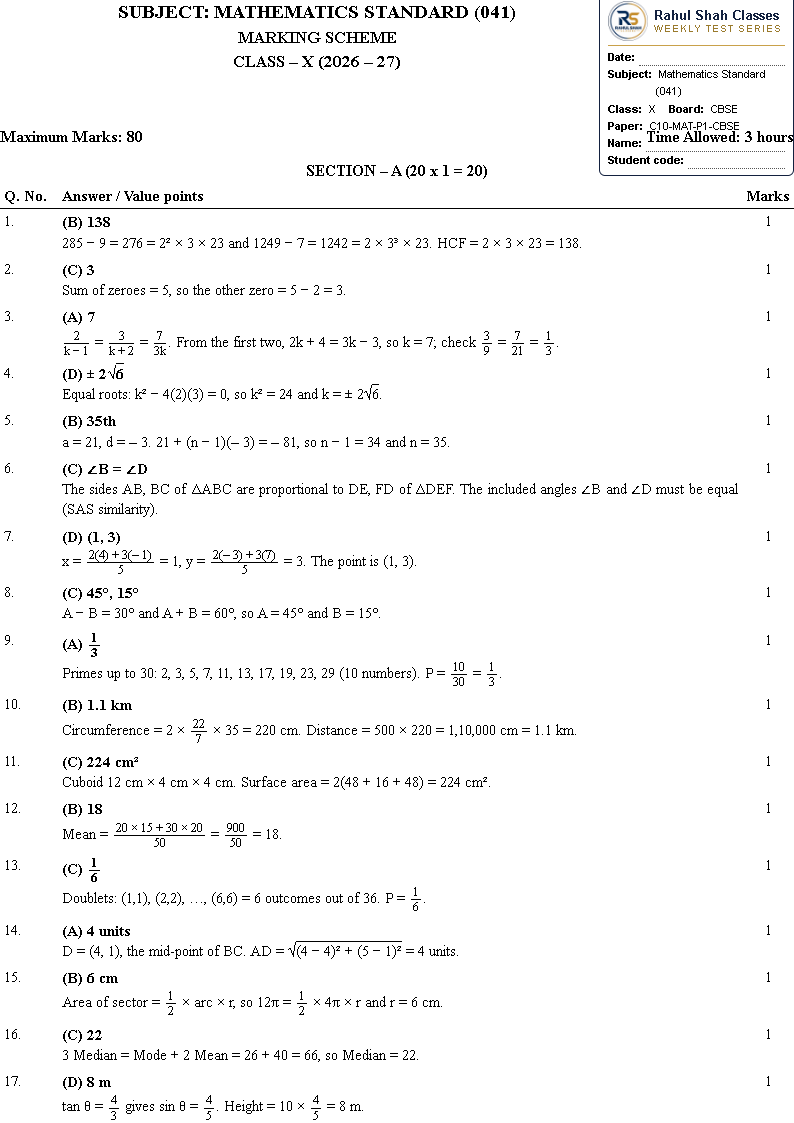 SUBJECT: MATHEMATICS STANDARD (041)
MARKING SCHEME
CLASS – X (2026 – 27)
RS
RAHUL SHAH
Rahul Shah Classes
WEEKLY TEST SERIES
Date:
Subject: Mathematics Standard
(041)
Class: X Board: CBSE
Paper: C10-MAT-P1-CBSE
Name:
Student code:
Maximum Marks: 80
Time Allowed: 3 hours
SECTION – A (20 x 1 = 20)
Q. No. Answer / Value points Marks
1. (B) 138 1
285 − 9 = 276 = 2² × 3 × 23 and 1249 − 7 = 1242 = 2 × 3³ × 23. HCF = 2 × 3 × 23 = 138.
2. (C) 3 1
Sum of zeroes = 5, so the other zero = 5 − 2 = 3.
3. (A) 7 1
2/(k − 1) = 3/(k + 2) = 7/3k. From the first two, 2k + 4 = 3k − 3, so k = 7; check 3/9 = 7/21 = 1/3.
4. (D) ± 2√6 1
Equal roots: k² − 4(2)(3) = 0, so k² = 24 and k = ± 2√6.
5. (B) 35th 1
a = 21, d = – 3. 21 + (n − 1)(– 3) = – 81, so n − 1 = 34 and n = 35.
6. (C) ∠B = ∠D 1
The sides AB, BC of △ABC are proportional to DE, FD of △DEF. The included angles ∠B and ∠D must be equal
(SAS similarity).
7. (D) (1, 3) 1
x = (2(4) + 3(− 1))/5 = 1, y = (2(− 3) + 3(7))/5 = 3. The point is (1, 3).
8. (C) 45°, 15° 1
A − B = 30° and A + B = 60°, so A = 45° and B = 15°.
9. (A) 1/3 1
Primes up to 30: 2, 3, 5, 7, 11, 13, 17, 19, 23, 29 (10 numbers). P = 10/30 = 1/3.
10. (B) 1.1 km 1
Circumference = 2 × 22/7 × 35 = 220 cm. Distance = 500 × 220 = 1,10,000 cm = 1.1 km.
11. (C) 224 cm² 1
Cuboid 12 cm × 4 cm × 4 cm. Surface area = 2(48 + 16 + 48) = 224 cm².
12. (B) 18 1
Mean = (20 × 15 + 30 × 20)/50 = 900/50 = 18.
13. (C) 1/6 1
Doublets: (1,1), (2,2), …, (6,6) = 6 outcomes out of 36. P = 1/6.
14. (A) 4 units 1
D = (4, 1), the mid-point of BC. AD = √((4 − 4)² + (5 − 1)²) = 4 units.
15. (B) 6 cm 1
Area of sector = 1/2 × arc × r, so 12π = 1/2 × 4π × r and r = 6 cm.
16. (C) 22 1
3 Median = Mode + 2 Mean = 26 + 40 = 66, so Median = 22.
17. (D) 8 m 1
tan θ = 4/3 gives sin θ = 4/5. Height = 10 × 4/5 = 8 m.